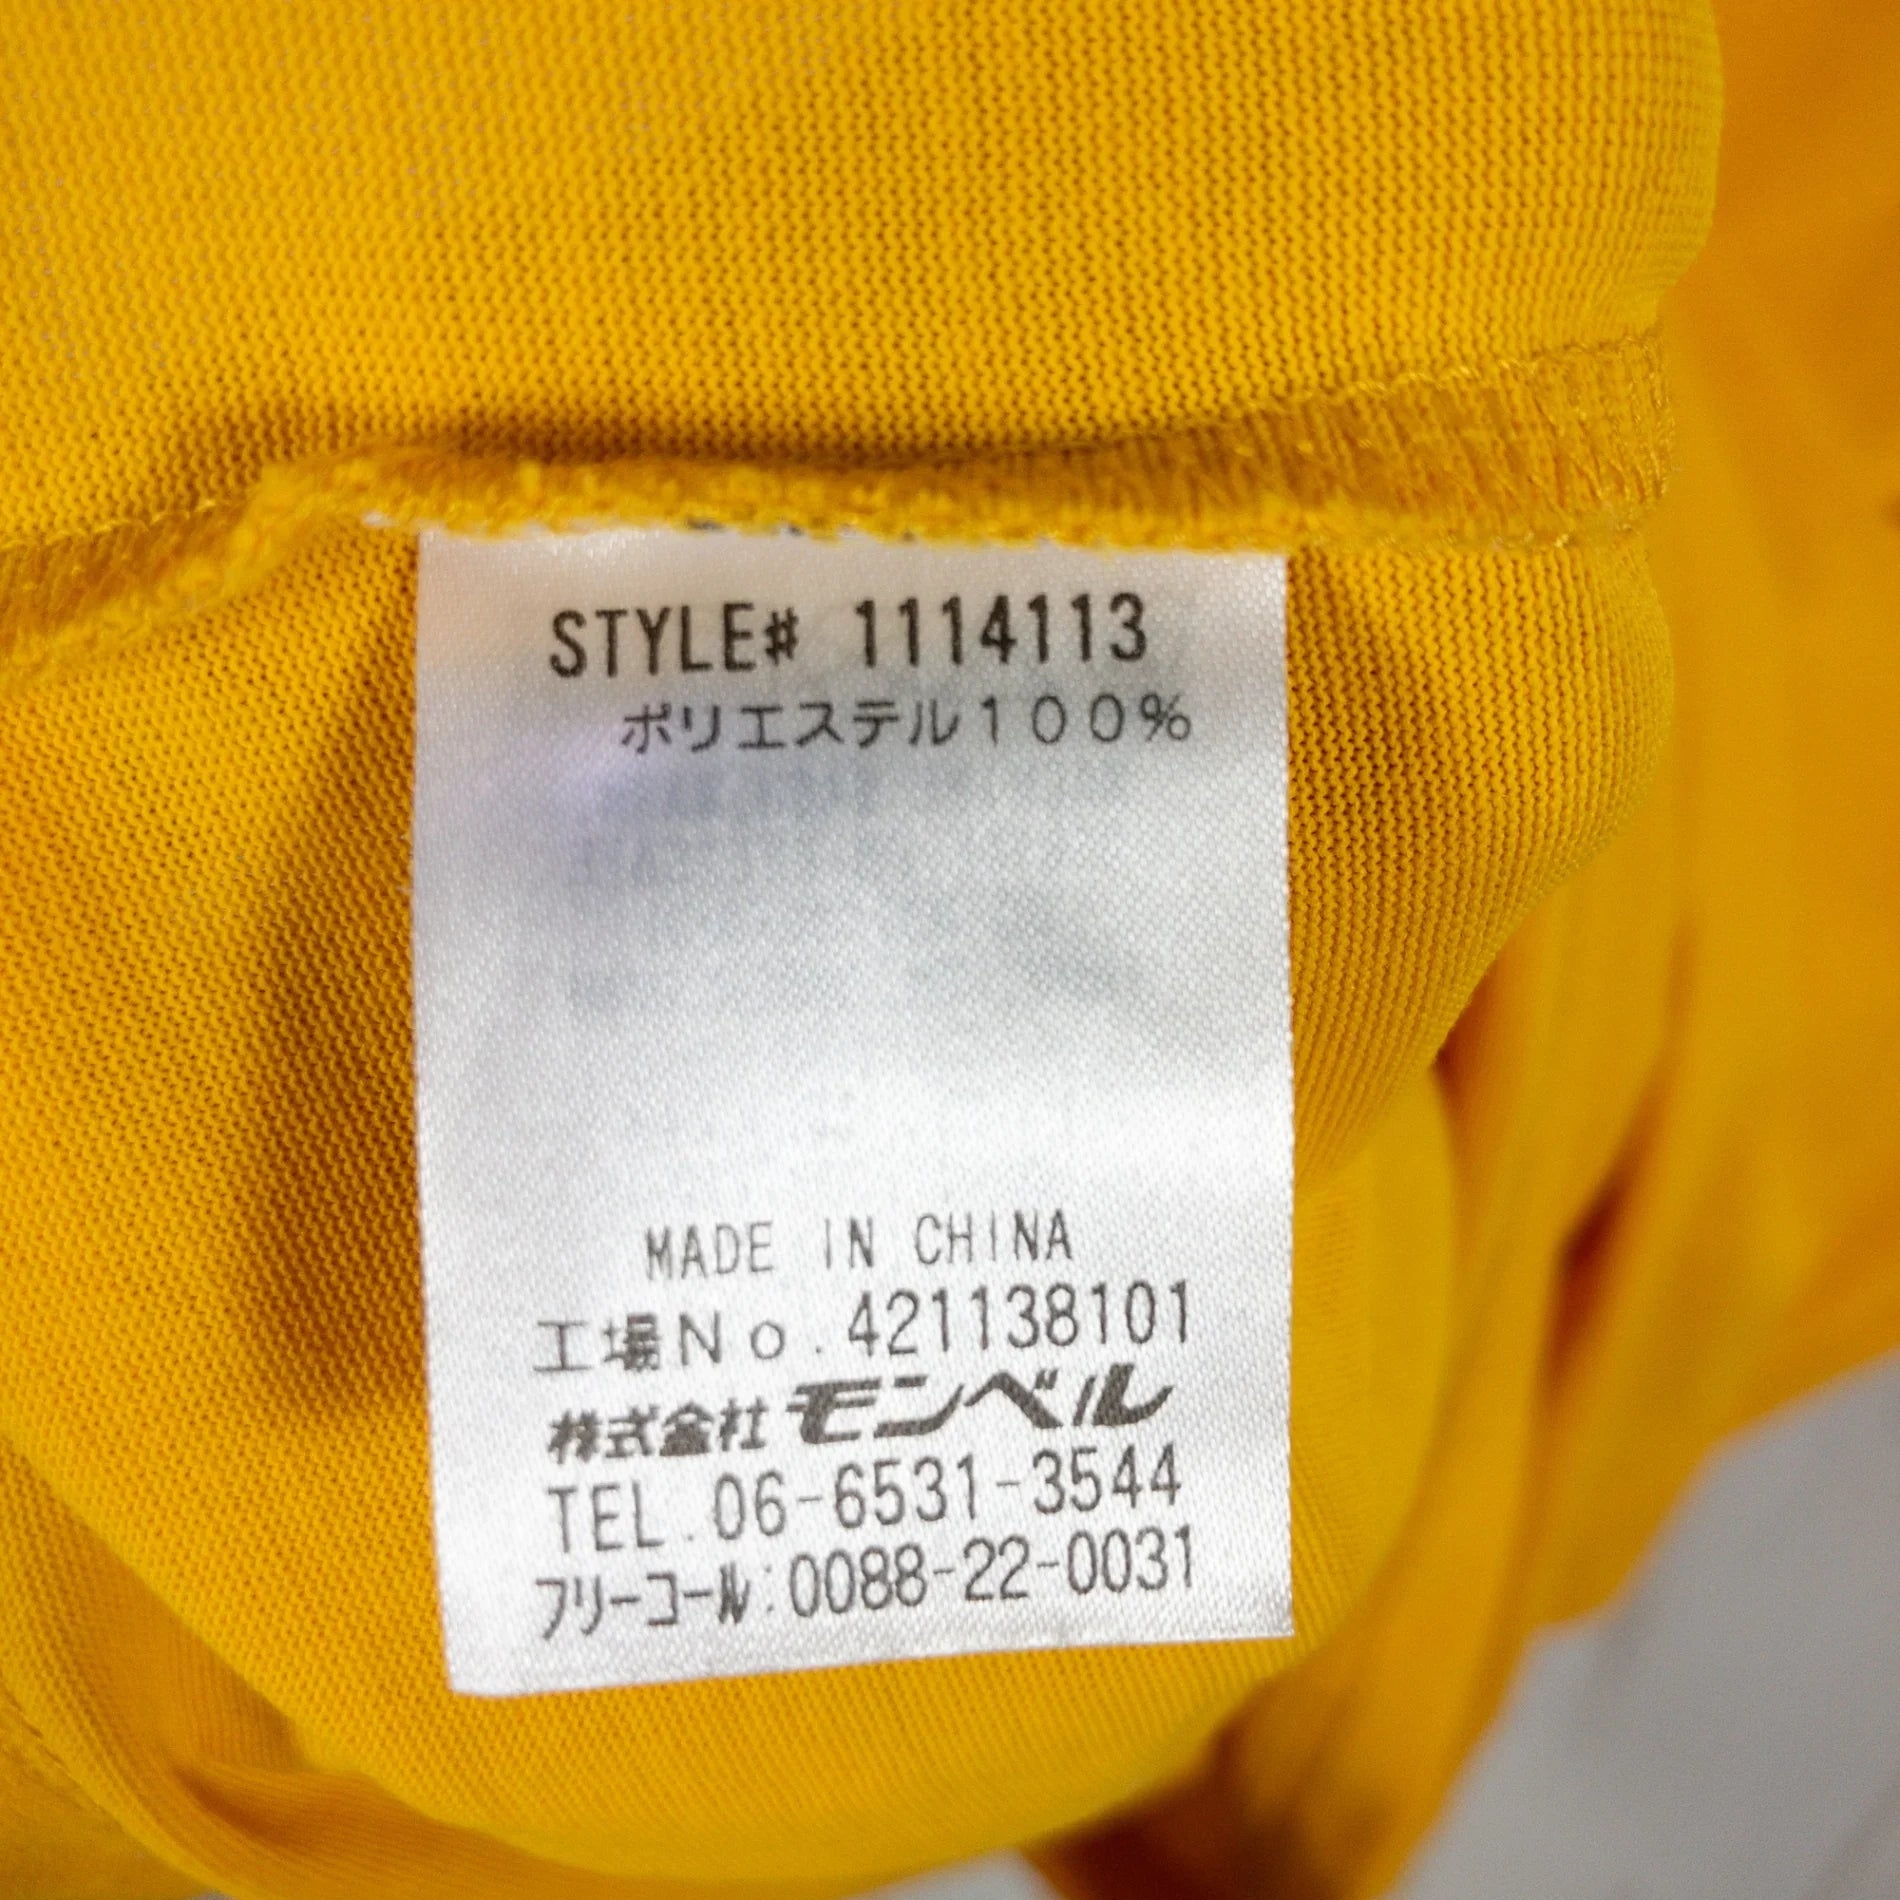 STYLE# 1114113
ポリエステル100%
MADE IN CHINA
工場No.421138101
株式会社モンベル
TEL.06-6531-3544
フリーコール:0088-22-0031